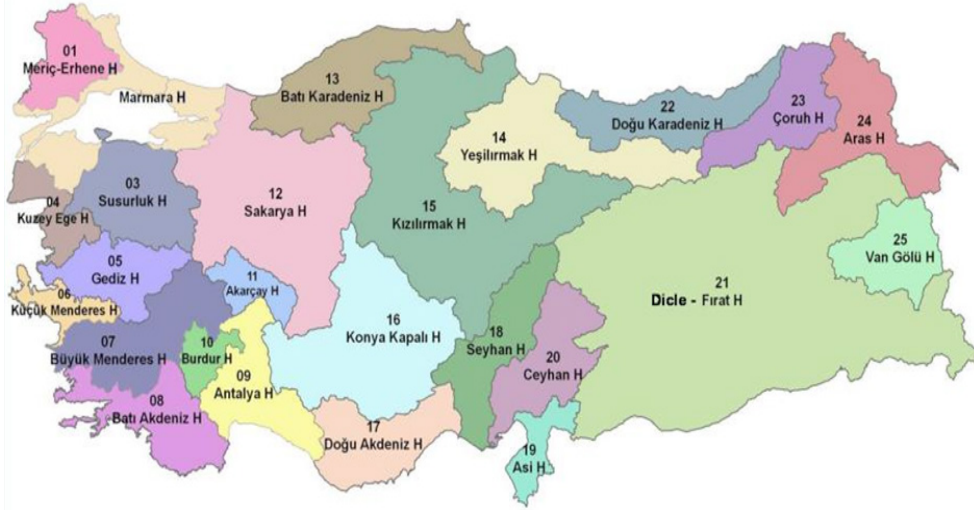 01
Meriç-Erhene H
Marmara H
03
Susurluk H
04
Kuzey Ege H
05
Gediz H
06
Küçük Menderes H
07
Büyük Menderes H
08
Batı Akdeniz H
09
Antalya H
10
Burdur H
11
Akarçay H
12
Sakarya H
13
Batı Karadeniz H
14
Yeşilırmak H
15
Kızılırmak H
16
Konya Kapalı H
17
Doğu Akdeniz H
18
Seyhan H
19
Asi H
20
Ceyhan H
21
Dicle - Fırat H
22
Doğu Karadeniz H
23
Çoruh H
24
Aras H
25
Van Gölü H